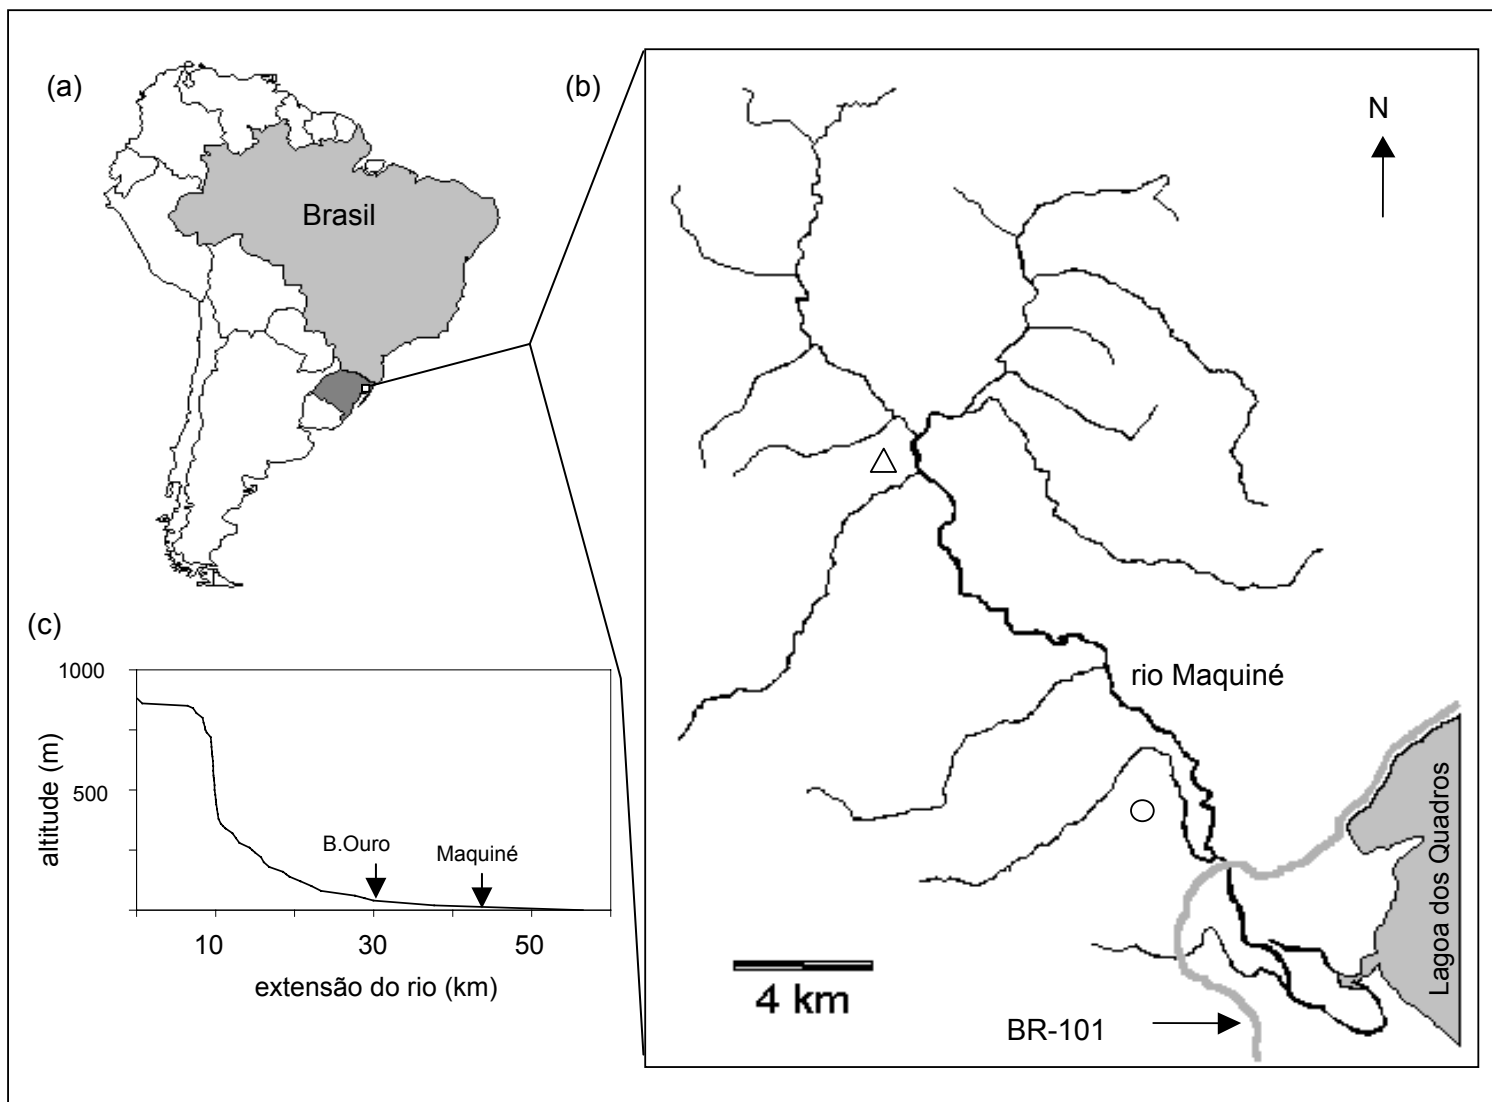 (a)
Brasil
(b)
N
rio Maquiné
Lagoa dos Quadros
4 km
BR-101
(c)
altitude (m)
1000
500
B.Ouro
Maquiné
10 30 50
extensão do rio (km)